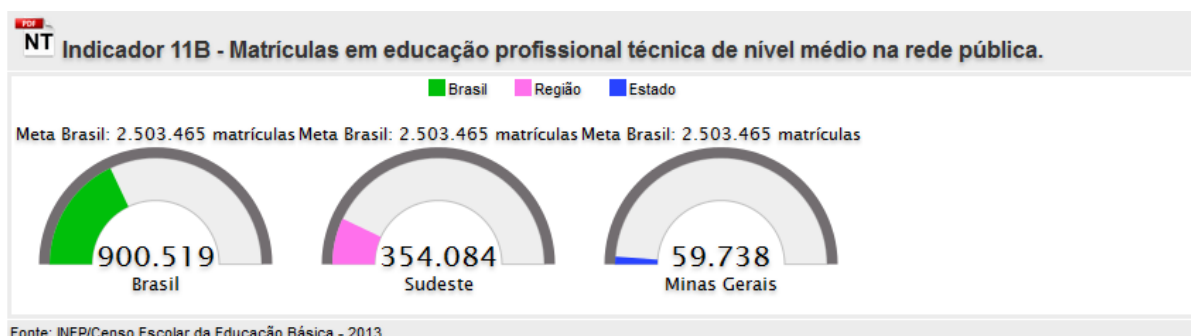 PDF
NT
Indicador 11B - Matrículas em educação profissional técnica de nível médio na rede pública.
Brasil Região Estado
Meta Brasil: 2.503.465 matrículas Meta Brasil: 2.503.465 matrículas Meta Brasil: 2.503.465 matrículas
900.519 354.084 59.738
Brasil Sudeste Minas Gerais
Fonte: INEP/Censo Escolar da Educação Básica - 2013